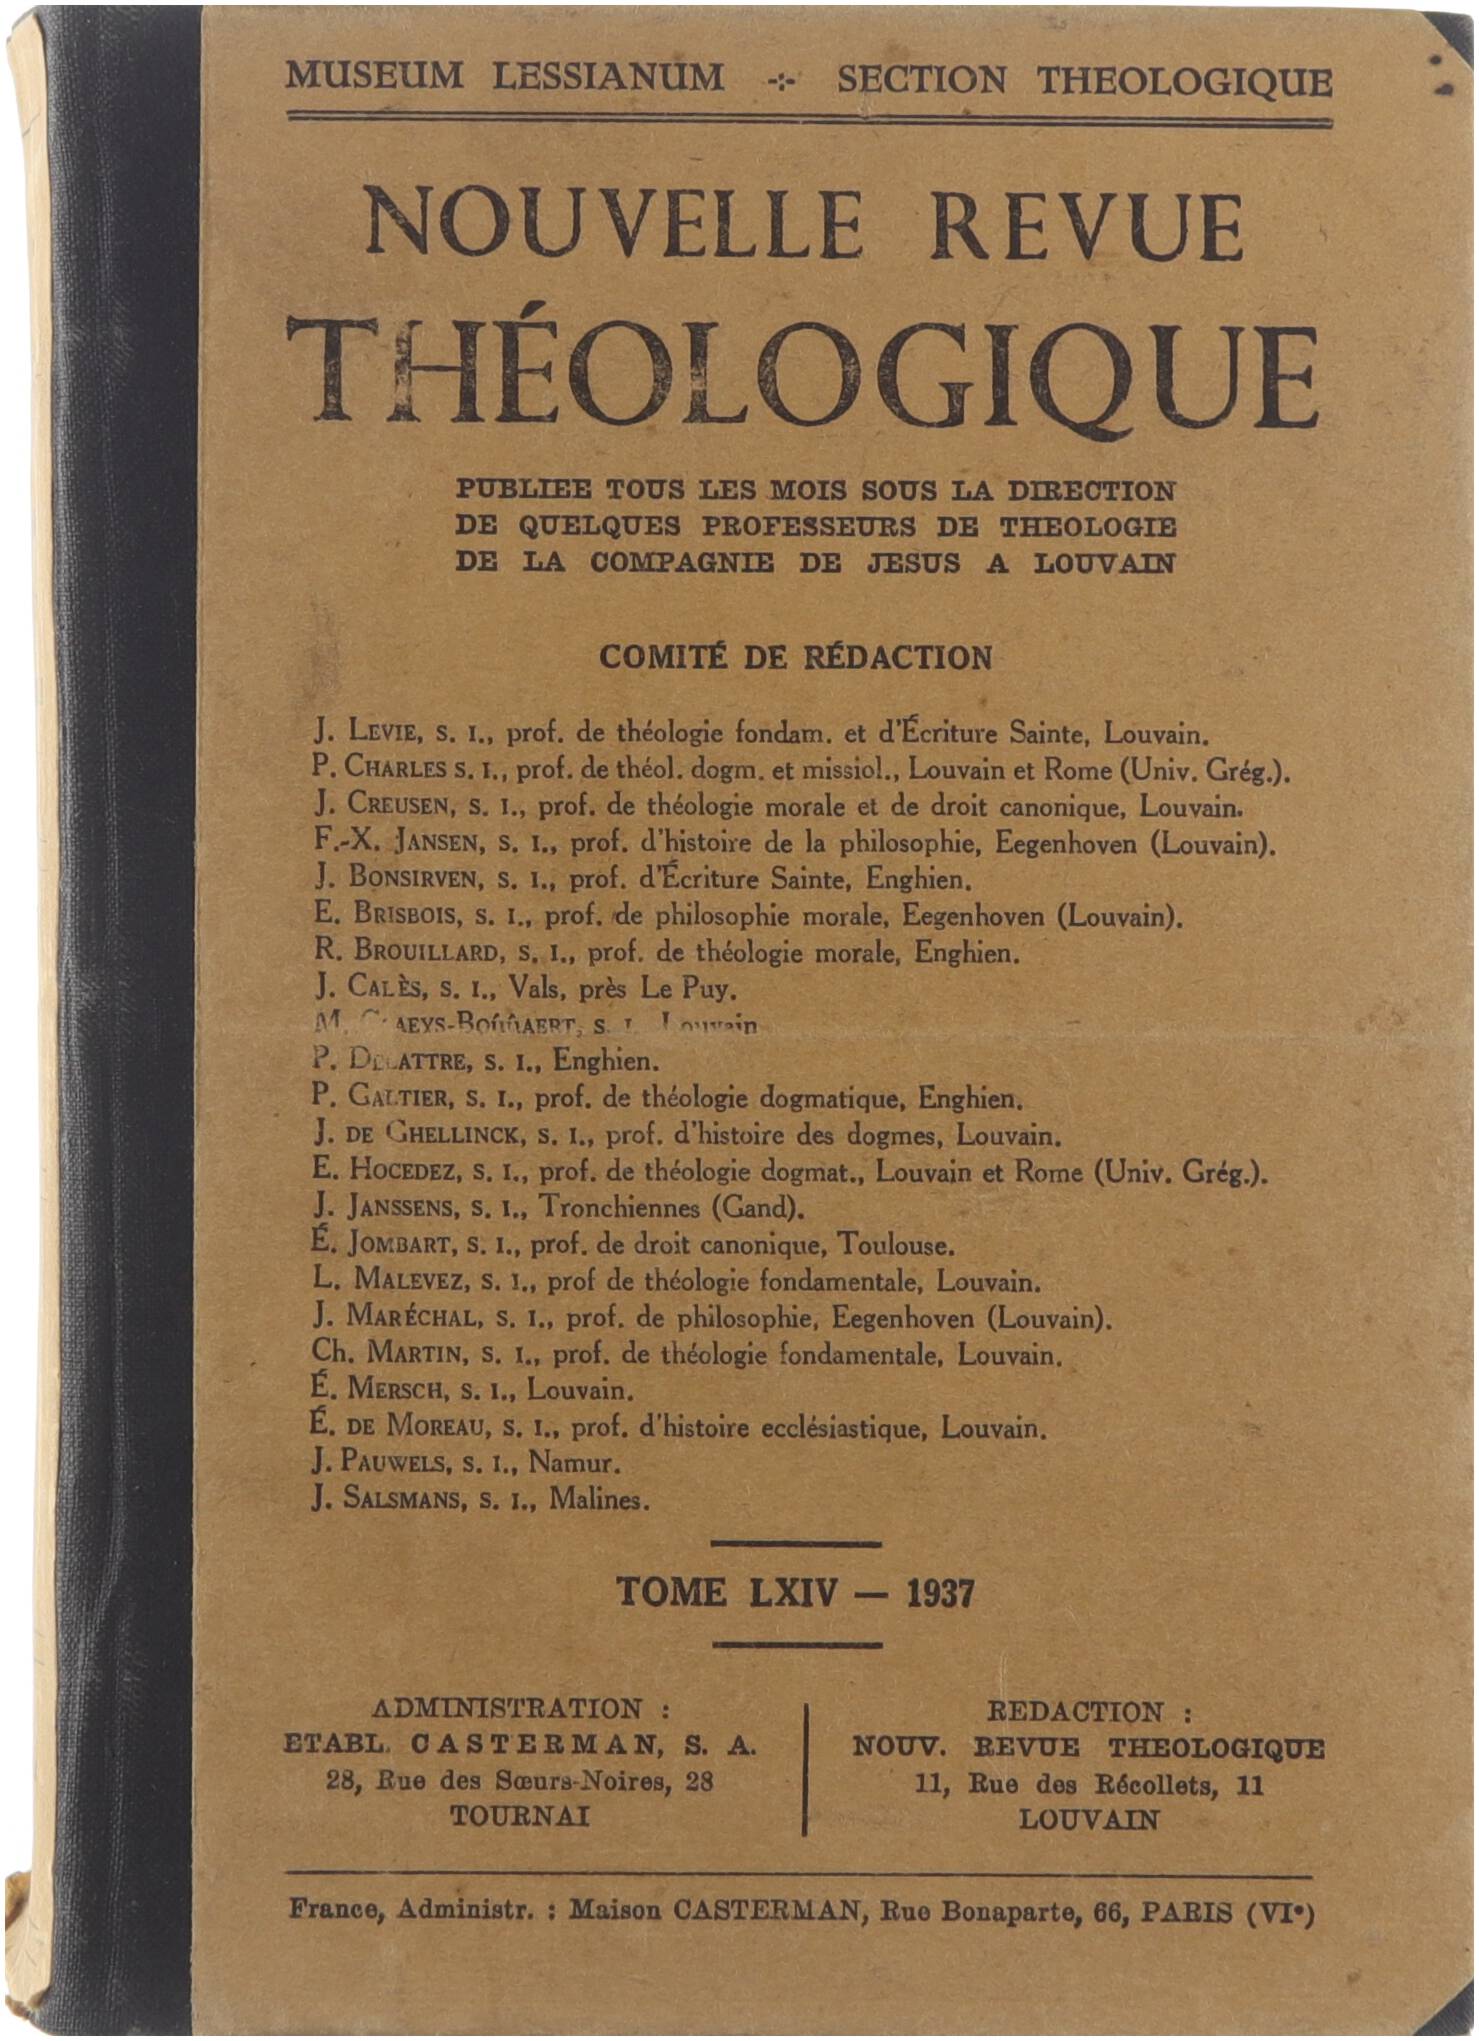 MUSEUM LESSIANUM -:- SECTION THEOLOGIQUE
NOUVELLE REVUE
THÉOLOGIQUE
PUBLIEE TOUS LES MOIS SOUS LA DIRECTION
DE QUELQUES PROFESSEURS DE THEOLOGIE
DE LA COMPAGNIE DE JESUS A LOUVAIN
COMITÉ DE RÉDACTION
J. LEVIE, S. I., prof. de théologie fondam. et d'Écriture Sainte, Louvain.
P. CHARLES S. I., prof. de théol. dogm. et missiol., Louvain et Rome (Univ. Grég.).
J. CREUSEN, S. I., prof. de théologie morale et de droit canonique, Louvain.
F.-X. JANSEN, S. I., prof. d'histoire de la philosophie, Eegenhoven (Louvain).
J. BONSIRVEN, S. I., prof. d'Écriture Sainte, Enghien.
E. BRISBOIS, S. I., prof. de philosophie morale, Eegenhoven (Louvain).
R. BROUILLARD, S. I., prof. de théologie morale, Enghien.
J. CALÈS, S. I., Vals, près Le Puy.
M. CLAEYS-BOÚÚAERT, S. I., Louvain
P. DELATTRE, S. I., Enghien.
P. GALTIER, S. I., prof. de théologie dogmatique, Enghien.
J. DE GHELLINCK, S. I., prof. d'histoire des dogmes, Louvain.
E. HOCEDEZ, S. I., prof. de théologie dogmat., Louvain et Rome (Univ. Grég.).
J. JANSSENS, S. I., Tronchiennes (Gand).
É. JOMBART, S. I., prof. de droit canonique, Toulouse.
L. MALEVEZ, S. I., prof de théologie fondamentale, Louvain.
J. MARÉCHAL, S. I., prof. de philosophie, Eegenhoven (Louvain).
Ch. MARTIN, S. I., prof. de théologie fondamentale, Louvain.
É. MERSCH, S. I., Louvain.
É. DE MOREAU, S. I., prof. d'histoire ecclésiastique, Louvain.
J. PAUWELS, S. I., Namur.
J. SALSMANS, S. I., Malines.
TOME LXIV — 1937
ADMINISTRATION :
ETABL. CASTERMAN, S. A.
28, Rue des Sœurs-Noires, 28
TOURNAI
REDACTION :
NOUV. REVUE THEOLOGIQUE
11, Rue des Récollets, 11
LOUVAIN
France, Administr. : Maison CASTERMAN, Rue Bonaparte, 66, PARIS (VIe)